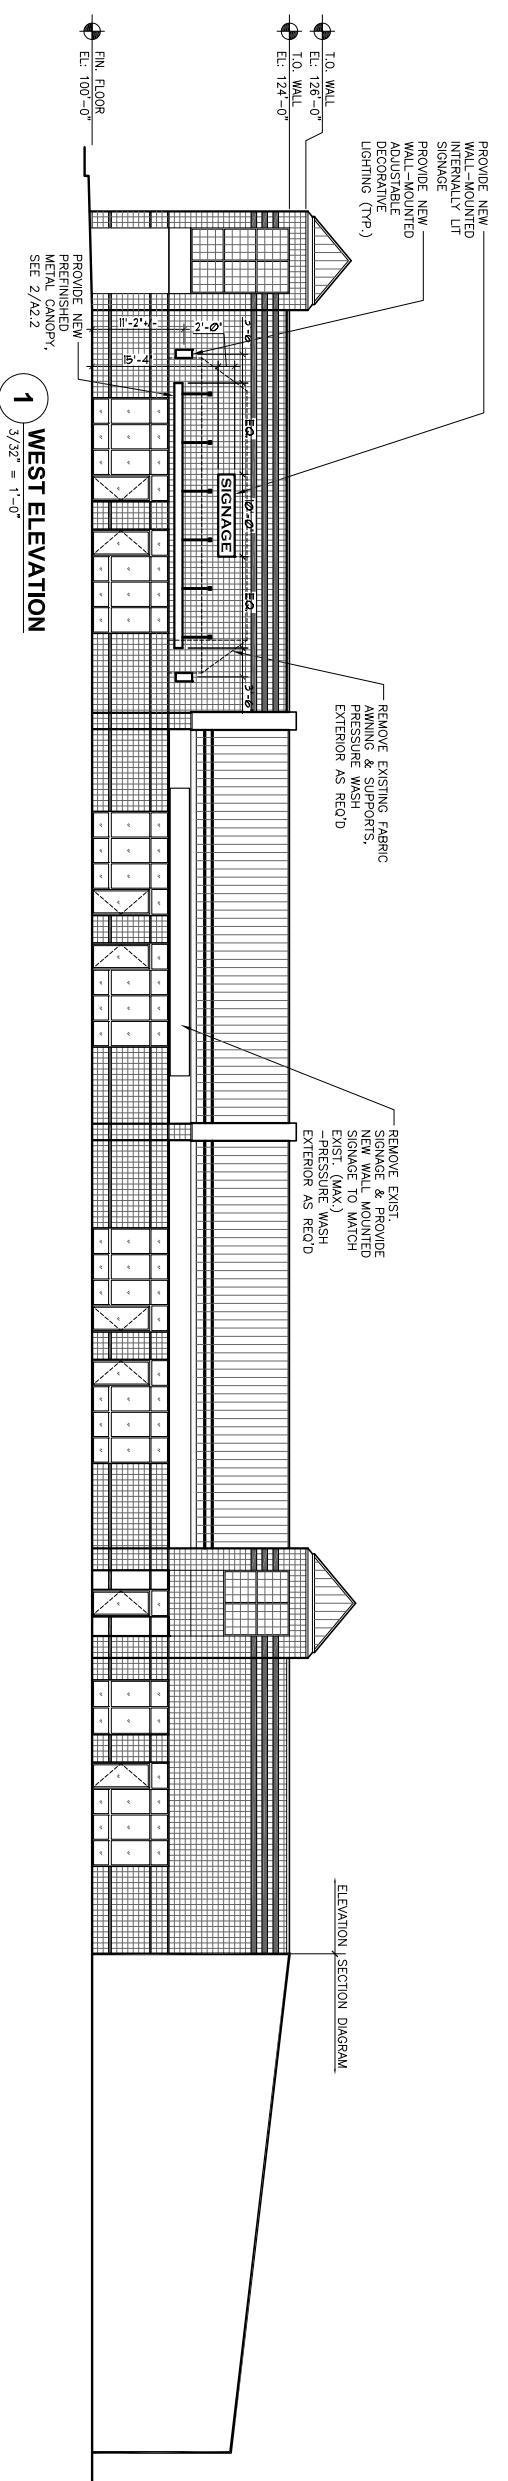 T.O. WALL
EL: 126'-0"
T.O. WALL
EL: 124'-0"
FIN. FLOOR
EL: 100'-0"
PROVIDE NEW
WALL-MOUNTED
INTERNALLY LIT
SIGNAGE
PROVIDE NEW
WALL-MOUNTED
ADJUSTABLE
DECORATIVE
LIGHTING (TYP.)
PROVIDE NEW
PREFINISHED
METAL CANOPY,
SEE 2/A2.2
11'-2"+/-
2'-0"
15'-4"
EQ
10'-0"
EQ
3'-6"
SIGNAGE
REMOVE EXISTING FABRIC
AWNING & SUPPORTS,
PRESSURE WASH
EXTERIOR AS REQ'D
REMOVE EXIST.
SIGNAGE & PROVIDE
NEW WALL MOUNTED
SIGNAGE TO MATCH
EXIST. (MAX.)
-PRESSURE WASH
EXTERIOR AS REQ'D
ELEVATION
SECTION DIAGRAM
1
WEST ELEVATION
3/32" = 1'-0"